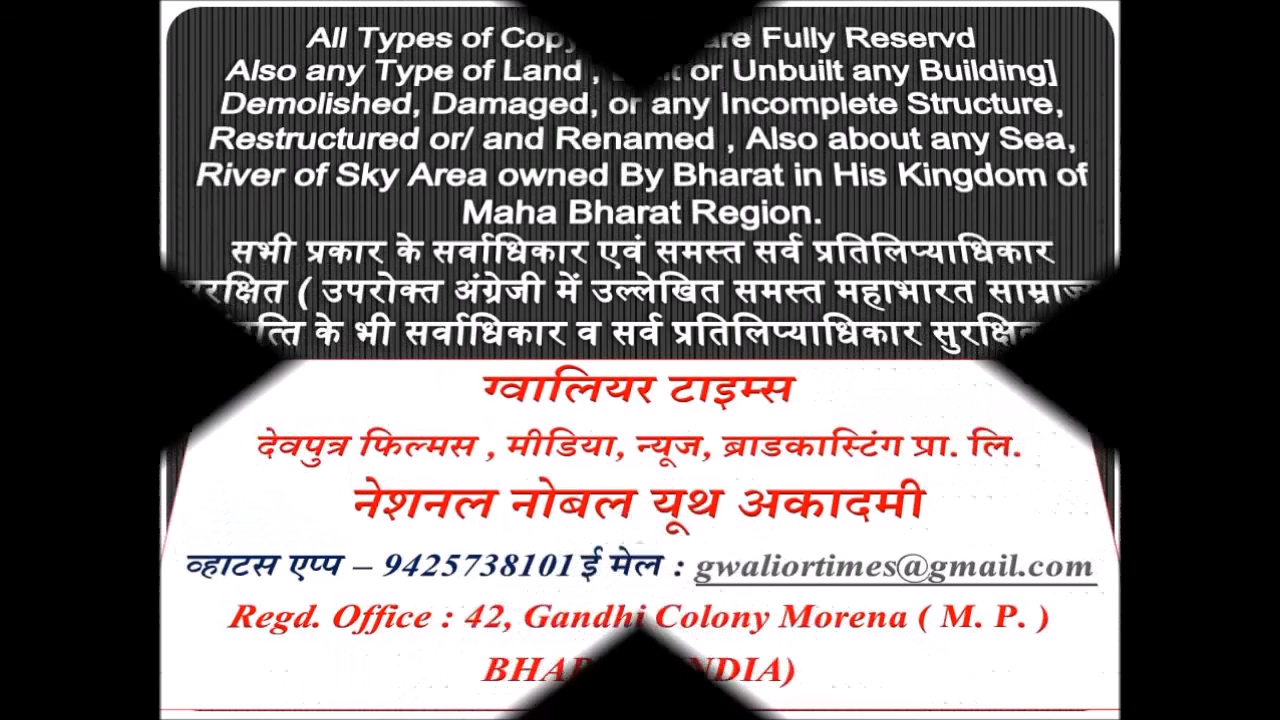 All Types of Copy are Fully Reservd
Also any Type of Land , or Unbuilt any Building]
Demolished, Damaged, or any Incomplete Structure,
Restructured or/ and Renamed , Also about any Sea,
River of Sky Area owned By Bharat in His Kingdom of
Maha Bharat Region.
सभी प्रकार के सर्वाधिकार एवं समस्त सर्व प्रतिलिप्याधिकार
( उपरोक्त अंग्रेजी में उल्लेखित समस्त महाभारत
के भी सर्वाधिकार व सर्व प्रतिलिप्याधिकार
ग्वालियर टाइम्स
देवपुत्र फिल्मस , मीडिया, न्यूज, ब्राडकास्टिंग प्रा. लि.
नेशनल नोबल यूथ अकादमी
व्हाटस एप्प – 9425738101 ई मेल : gwaliortimes@gmail.com
Regd. Office : 42, Gandhi Colony Morena ( M. P. )